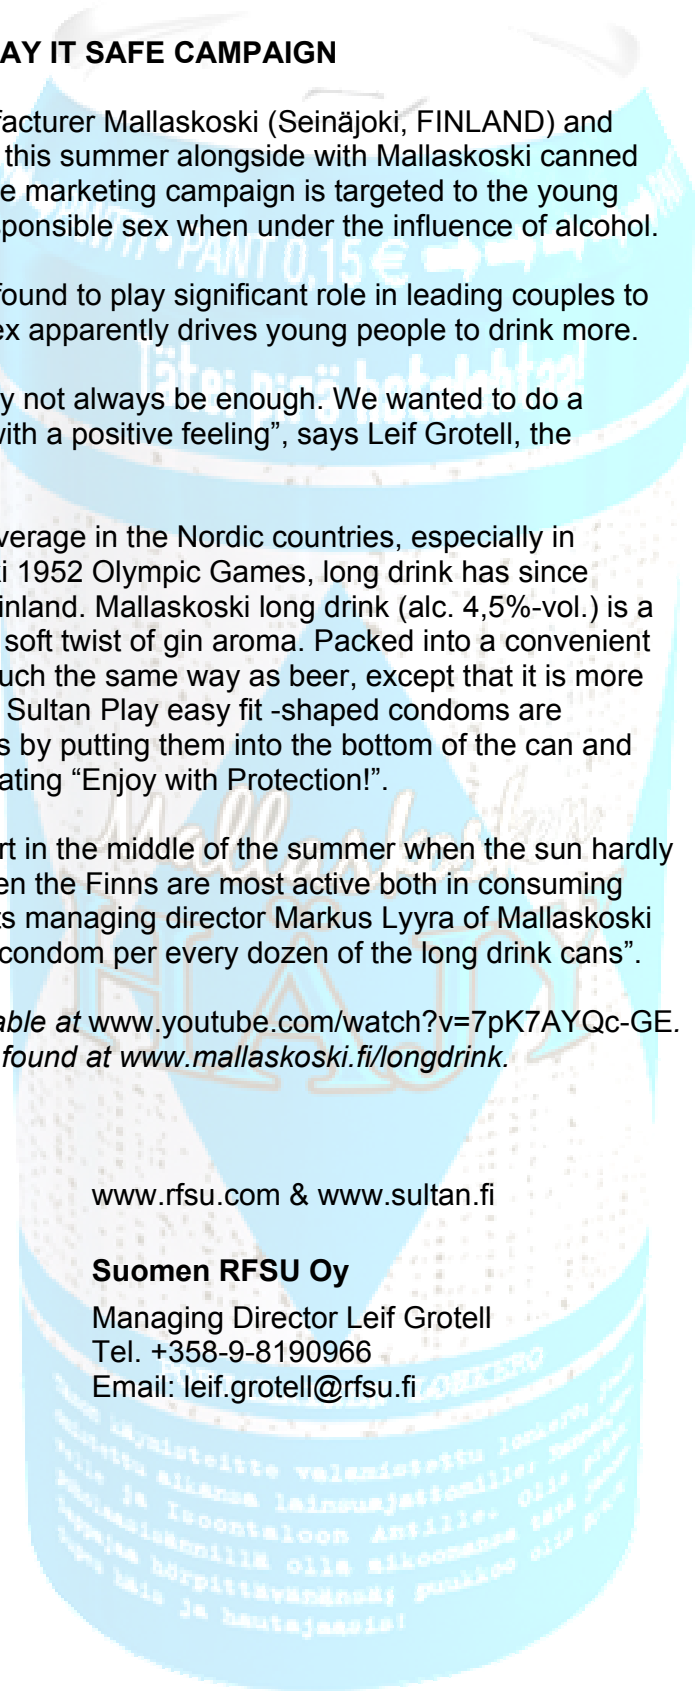 AY IT SAFE CAMPAIGN
facturer Mallaskoski (Seinäjoki, FINLAND) and
this summer alongside with Mallaskoski canned
e marketing campaign is targeted to the young
sponsible sex when under the influence of alcohol.
found to play significant role in leading couples to
ex apparently drives young people to drink more.
y not always be enough. We wanted to do a
with a positive feeling”, says Leif Grotell, the
verage in the Nordic countries, especially in
ki 1952 Olympic Games, long drink has since
inland. Mallaskoski long drink (alc. 4,5%-vol.) is a
soft twist of gin aroma. Packed into a convenient
uch the same way as beer, except that it is more
Sultan Play easy fit -shaped condoms are
s by putting them into the bottom of the can and
ating “Enjoy with Protection!”.
rt in the middle of the summer when the sun hardly
en the Finns are most active both in consuming
ts managing director Markus Lyyra of Mallaskoski
condom per every dozen of the long drink cans”.
able at www.youtube.com/watch?v=7pK7AYQc-GE.
found at www.mallaskoski.fi/longdrink.
www.rfsu.com & www.sultan.fi
Suomen RFSU Oy
Managing Director Leif Grotell
Tel. +358-9-8190966
Email: leif.grotell@rfsu.fi
PANTTI • PANT 0,15 €
Mallaskosken
HÄJY